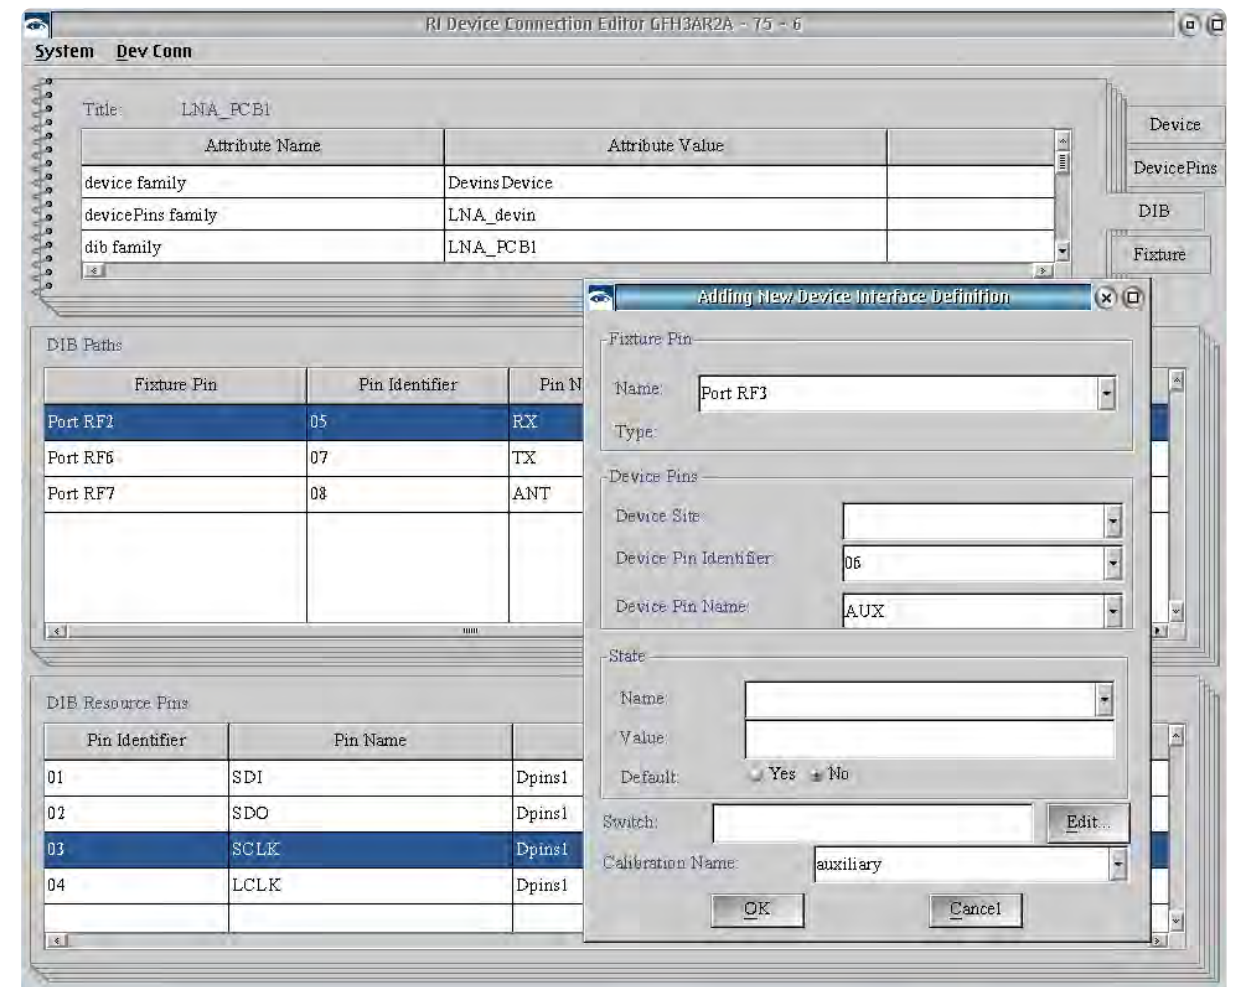 RI Device Connection Editor GFH3AR2A - 75 - 6
System Dev Conn
Title: LNA_PCB1
Attribute Name Attribute Value
device family DevinsDevice
devicePins family LNA_devin
dib family LNA_PCB1
Device
DevicePins
DIB
Fixture
DIB Paths
Fixture Pin Pin Identifier Pin N
Port RF2 05 RX
Port RF6 07 TX
Port RF7 08 ANT
DIB Resource Pins
Pin Identifier Pin Name
01 SDI Dpins1
02 SDO Dpins1
03 SCLK Dpins1
04 LCLK Dpins1
Adding New Device Interface Definition
Fixture Pin
Name: Port RF3
Type:
Device Pins
Device Site
Device Pin Identifier 06
Device Pin Name: AUX
State
Name:
Value
Default: Yes No
Switch: Edit...
Calibration Name: auxiliary
OK Cancel